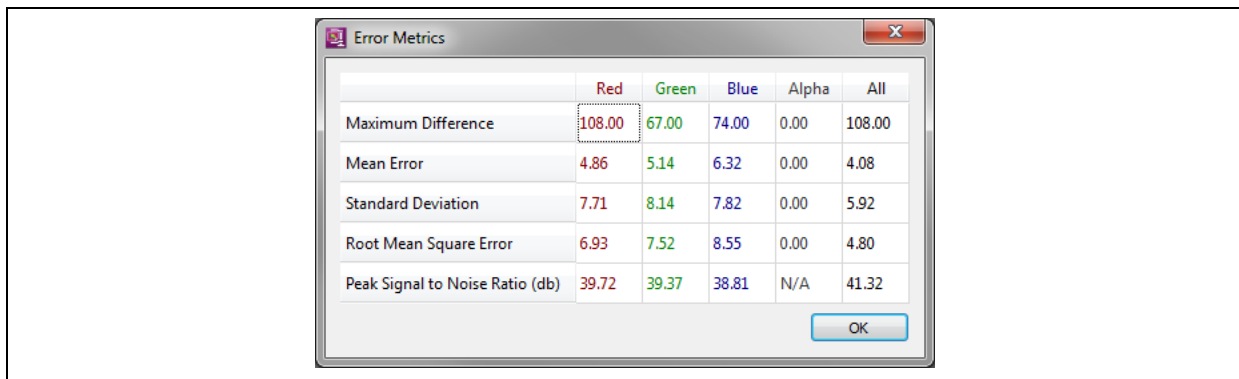 Error Metrics
Red Green Blue Alpha All
Maximum Difference 108.00 67.00 74.00 0.00 108.00
Mean Error 4.86 5.14 6.32 0.00 4.08
Standard Deviation 7.71 8.14 7.82 0.00 5.92
Root Mean Square Error 6.93 7.52 8.55 0.00 4.80
Peak Signal to Noise Ratio (db) 39.72 39.37 38.81 N/A 41.32
OK